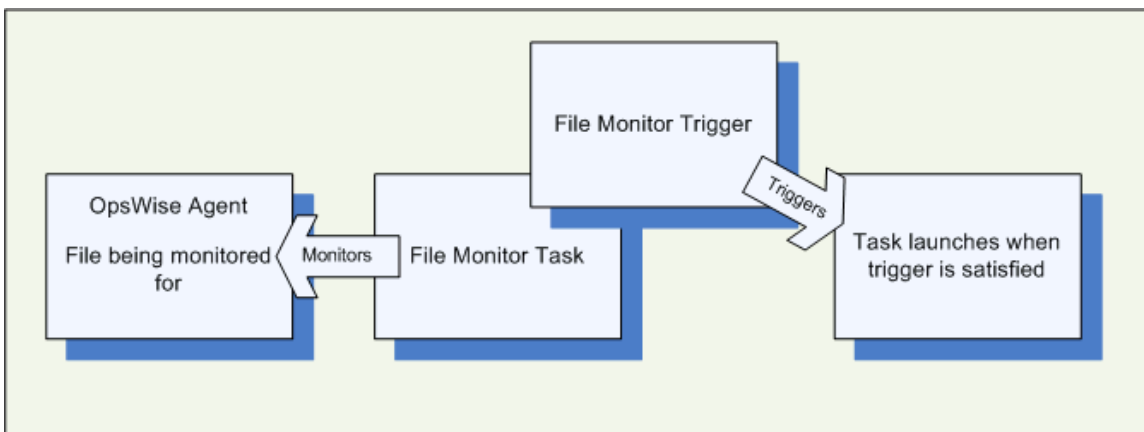 File Monitor Trigger
Triggers
OpsWise Agent
File being monitored
for
Monitors
File Monitor Task
Task launches when
trigger is satisfied